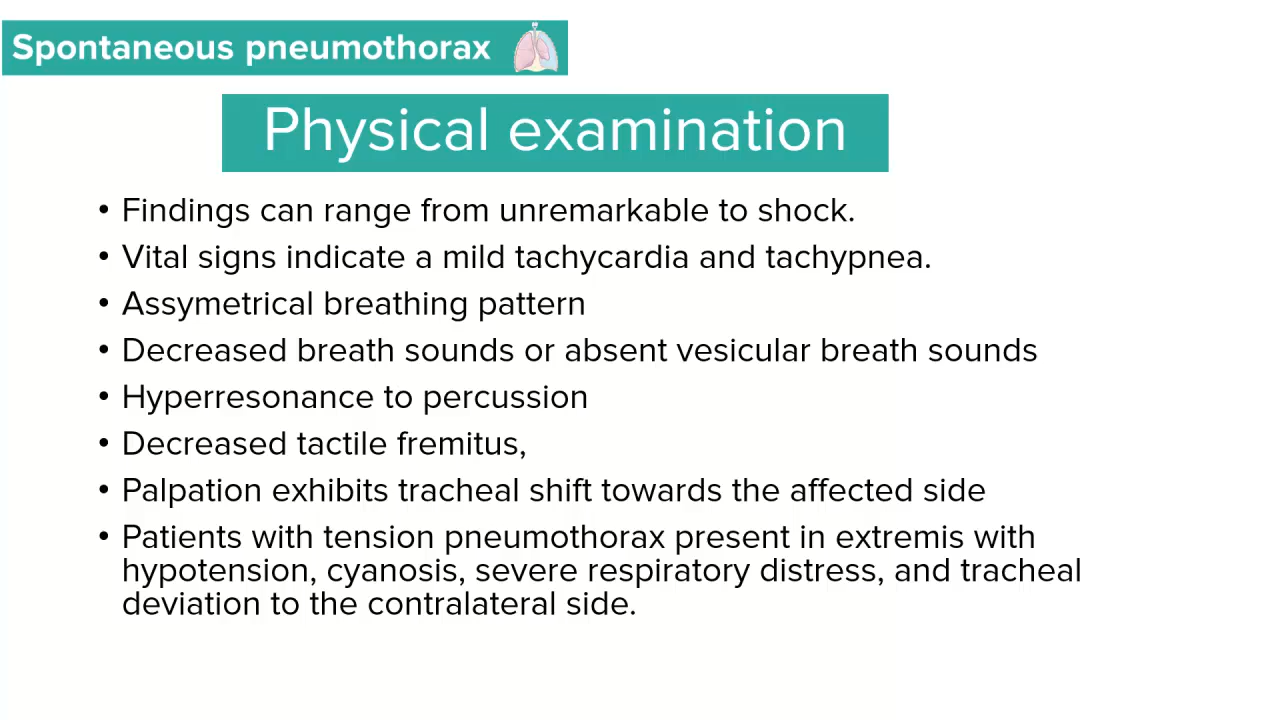 Spontaneous pneumothorax
Physical examination
• Findings can range from unremarkable to shock.
• Vital signs indicate a mild tachycardia and tachypnea.
• Assymetrical breathing pattern
• Decreased breath sounds or absent vesicular breath sounds
• Hyperresonance to percussion
• Decreased tactile fremitus,
• Palpation exhibits tracheal shift towards the affected side
• Patients with tension pneumothorax present in extremis with
hypotension, cyanosis, severe respiratory distress, and tracheal
deviation to the contralateral side.